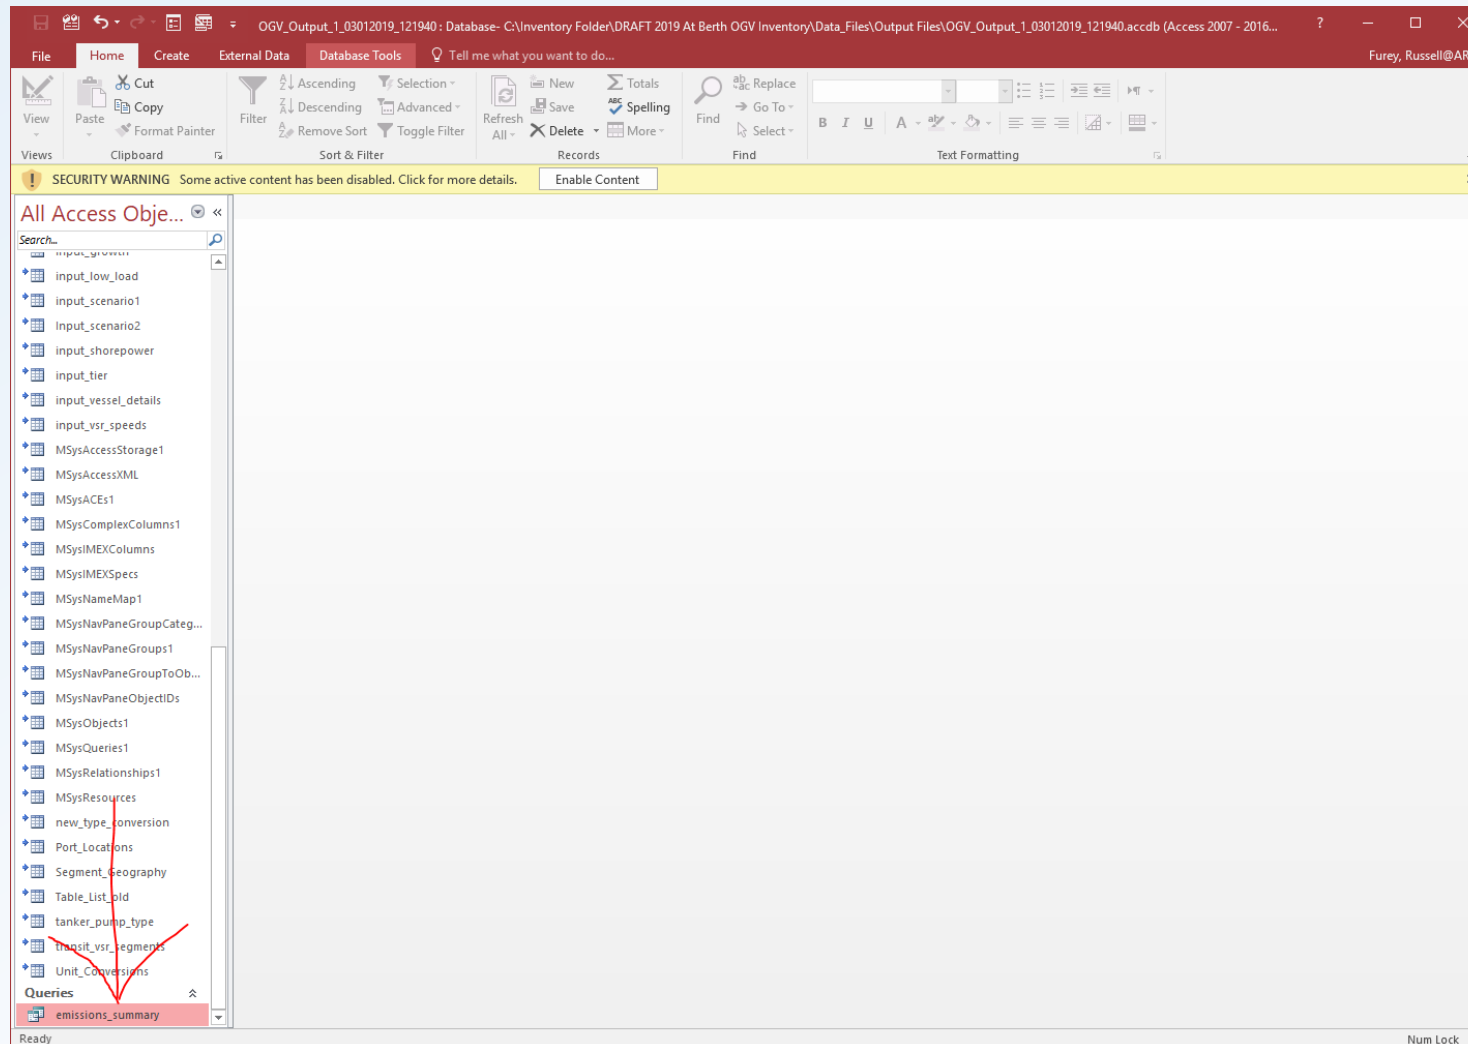 OGV_Output_1_03012019_121940 : Database- C:\Inventory Folder\DRAFT 2019 At Berth OGV Inventory\Data_Files\Output Files\OGV_Output_1_03012019_121940.accdb (Access 2007 - 2016...
?
File Home Create External Data Database Tools Tell me what you want to do... Furey, Russell@AR
View Paste Cut Copy Format Painter
Views Clipboard
Filter Ascending Descending Remove Sort Selection Advanced Toggle Filter
Sort & Filter
Refresh All New Save Delete Totals Spelling More
Records
Find Replace Go To Select
Find
B I U A
Text Formatting
SECURITY WARNING Some active content has been disabled. Click for more details. Enable Content
All Access Obje...
Search...
input_growth
input_low_load
input_scenario1
Input_scenario2
input_shorepower
input_tier
input_vessel_details
input_vsr_speeds
MSysAccessStorage1
MSysAccessXML
MSysACEs1
MSysComplexColumns1
MSysIMEXColumns
MSysIMEXSpecs
MSysNameMap1
MSysNavPaneGroupCateg...
MSysNavPaneGroups1
MSysNavPaneGroupToOb...
MSysNavPaneObjectIDs
MSysObjects1
MSysQueries1
MSysRelationships1
MSysResources
new_type_conversion
Port_Locations
Segment_Geography
Table_List_old
tanker_pump_type
transit_vsr_segments
Unit_Conversions
Queries
emissions_summary
Ready Num Lock